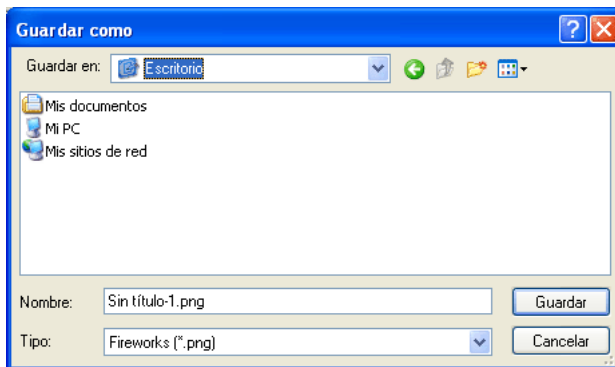 Guardar como
Guardar en: Escritorio
Mis documentos
Mi PC
Mis sitios de red
Nombre: Sin título-1.png Guardar
Tipo: Fireworks (*.png) Cancelar